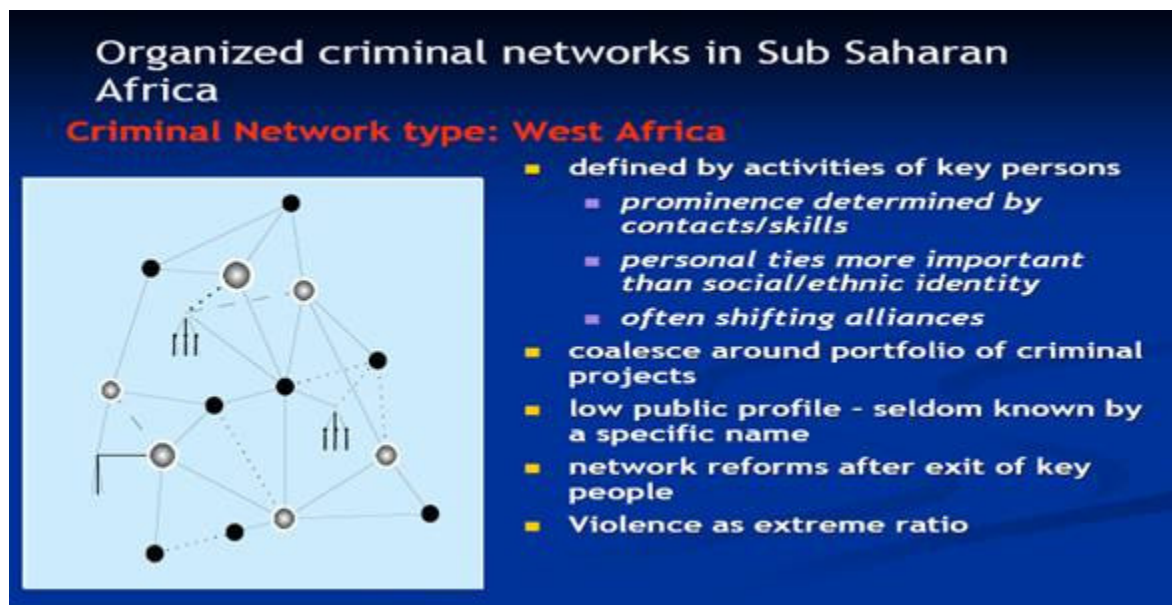 Organized criminal networks in Sub Saharan
Africa
Criminal Network type: West Africa
defined by activities of key persons
prominence determined by
contacts/skills
personal ties more important
than social/ethnic identity
often shifting alliances
coalesce around portfolio of criminal
projects
low public profile - seldom known by
a specific name
network reforms after exit of key
people
Violence as extreme ratio